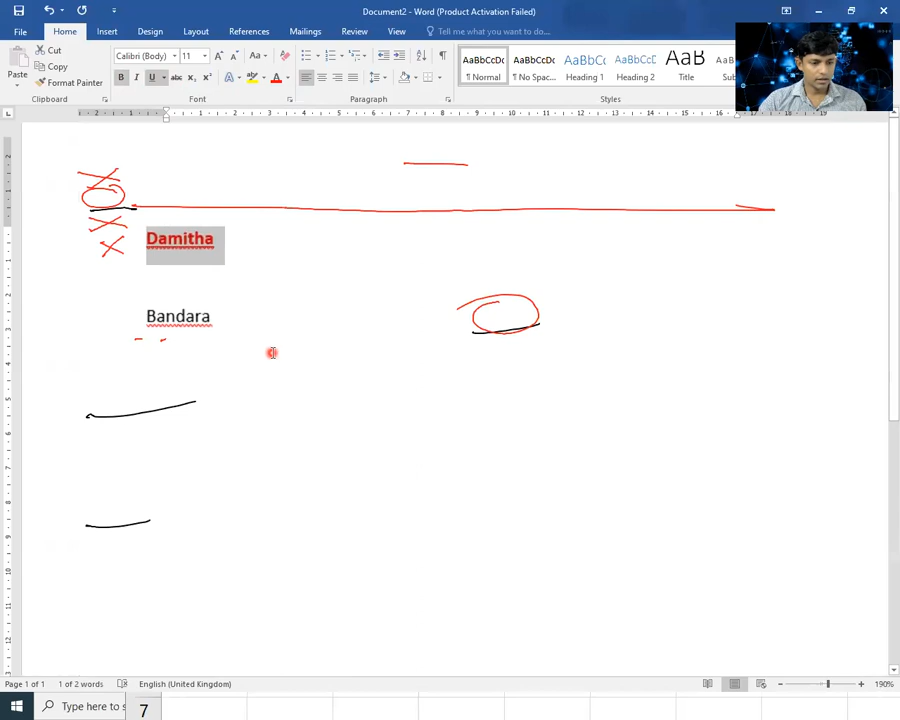 Document2 - Word (Product Activation Failed)
File Home Insert Design Layout References Mailings Review View Tell me what you want to do...
Paste
Cut
Copy
Format Painter
Clipboard
Calibri (Body) 11
Font
Paragraph
AaBbCcDc AaBbCcDc AaBbCc AaBbCcD AaB
¶ Normal ¶ No Spac... Heading 1 Heading 2 Title
Styles
Damitha
Bandara
Page 1 of 1 1 of 2 words English (United Kingdom) 190%
Type here to
7